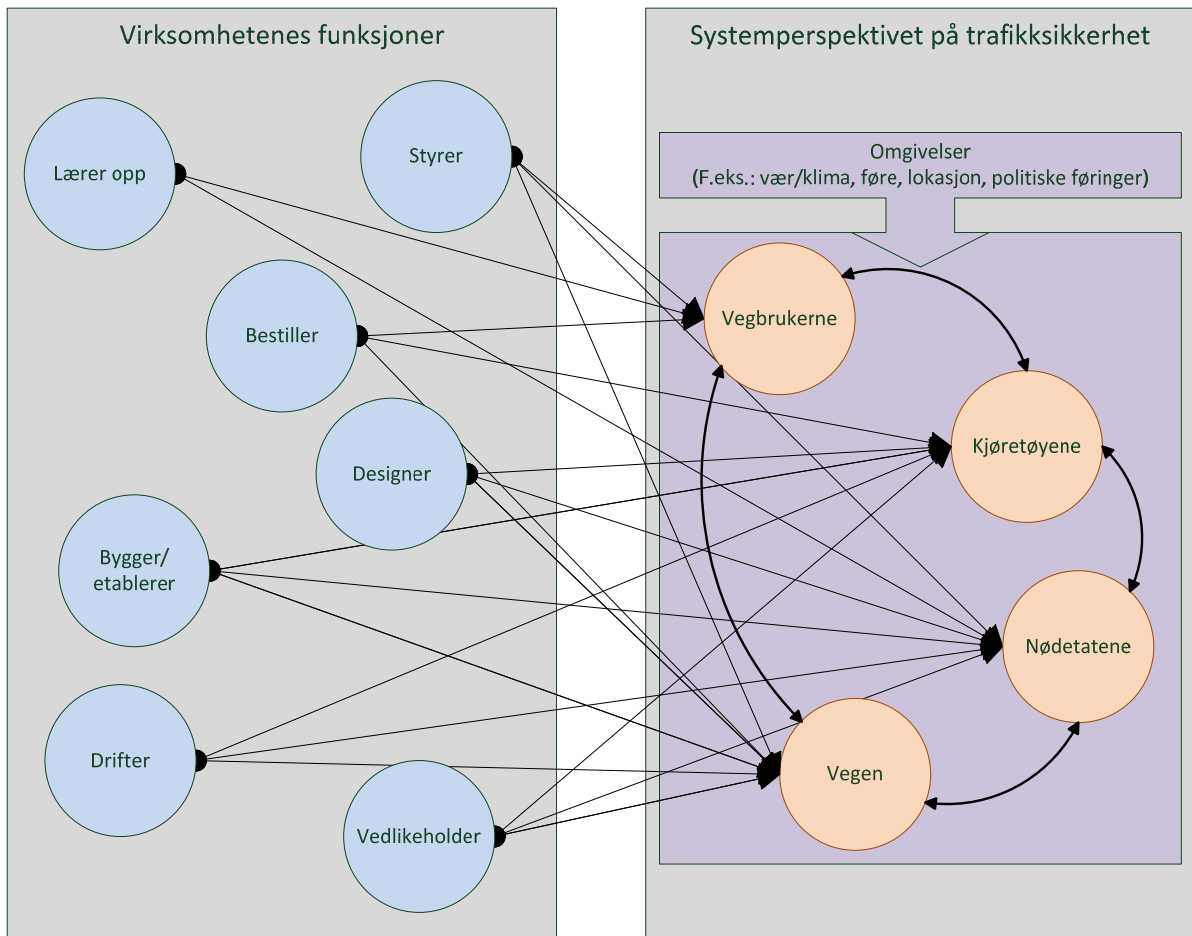 Virksomhetenes funksjoner
Lærer opp
Styrer
Bestiller
Designer
Bygger/
etablerer
Drifter
Vedlikeholder
Systemperspektivet på trafikksikkerhet
Omgivelser
(F.eks.: vær/klima, føre, lokasjon, politiske føringer)
Vegbrukerne
Kjøretøyene
Nødetatene
Vegen